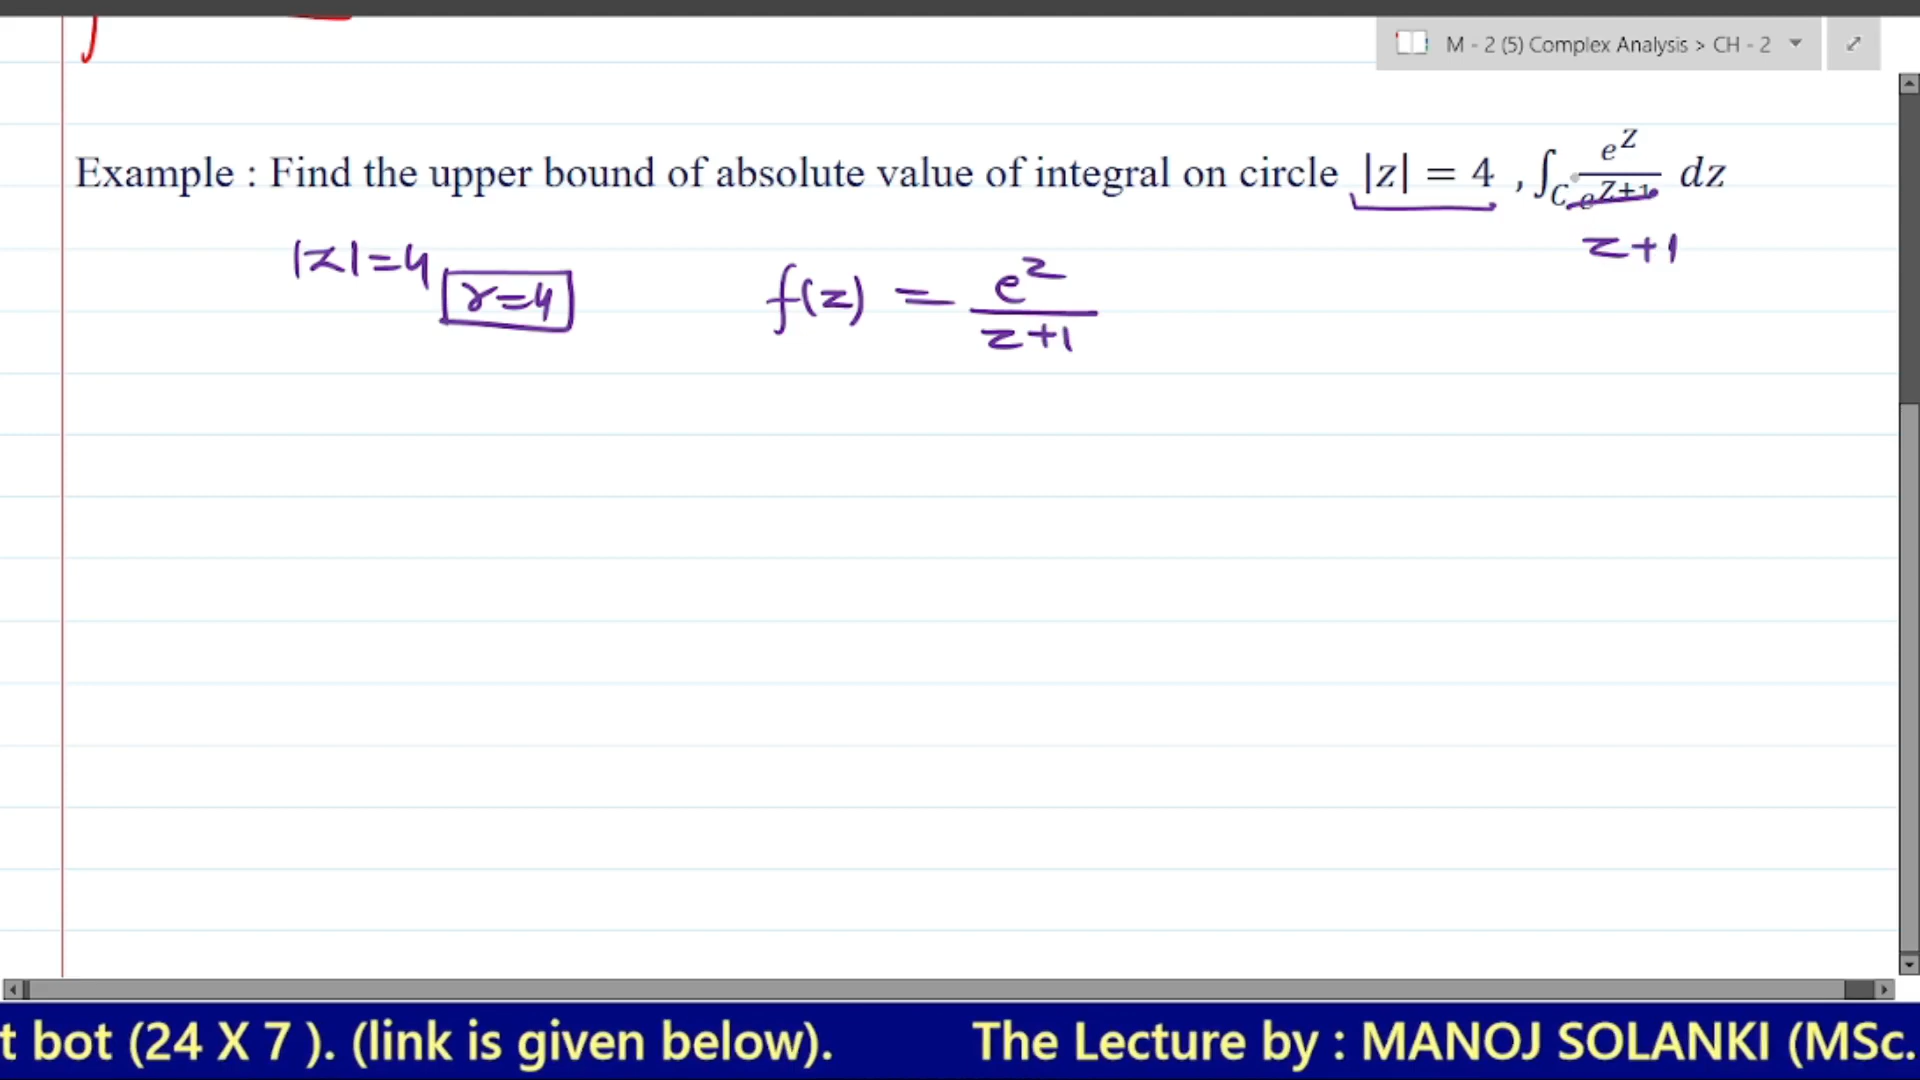 M - 2 (5) Complex Analysis > CH - 2
Example : Find the upper bound of absolute value of integral on circle |z| = 4 , ∫_C e^z / e^{z+1} dz
z+1
|z|=4
r=4
f(z) = e^z / z+1
t bot (24 X 7 ). (link is given below). The Lecture by : MANOJ SOLANKI (MSc.